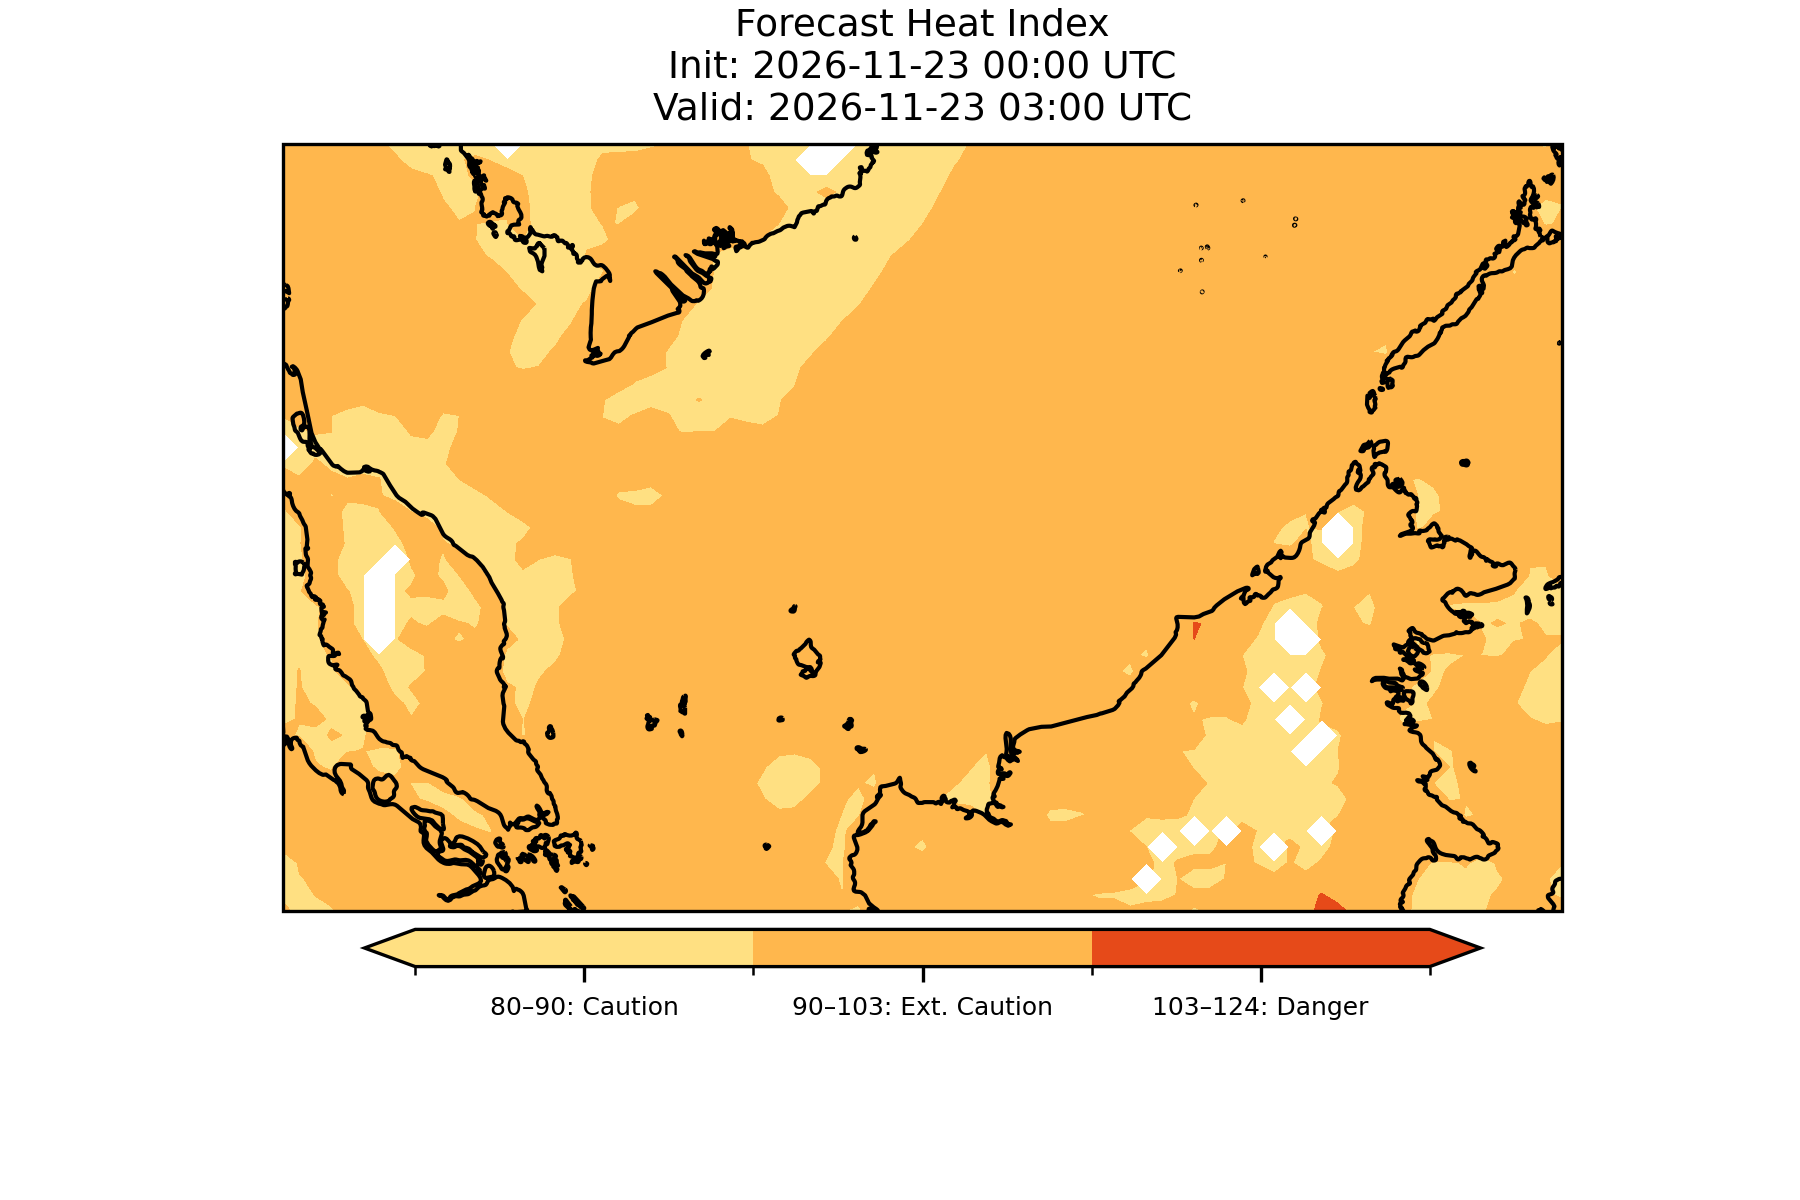 Forecast Heat Index
Init: 2026-11-23 00:00 UTC
Valid: 2026-11-23 03:00 UTC
80–90: Caution
90–103: Ext. Caution
103–124: Danger